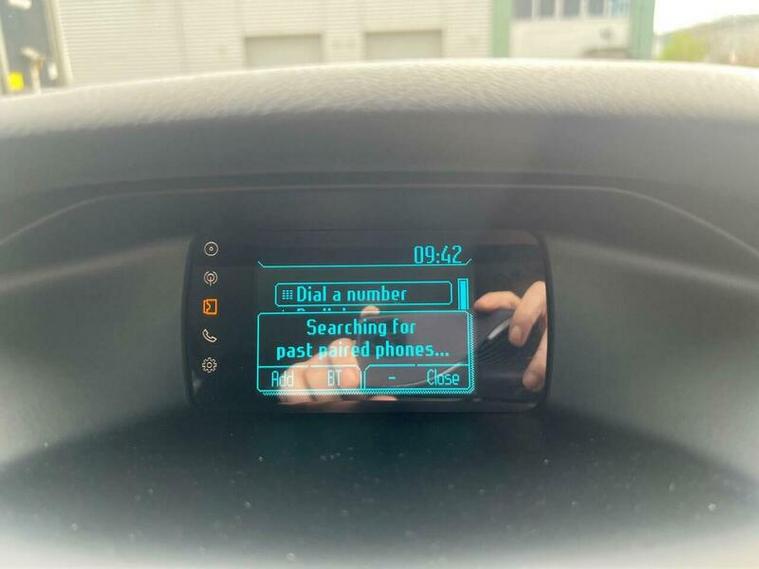 09:42
Dial a number
Searching for
past paired phones...
Add BT - Close